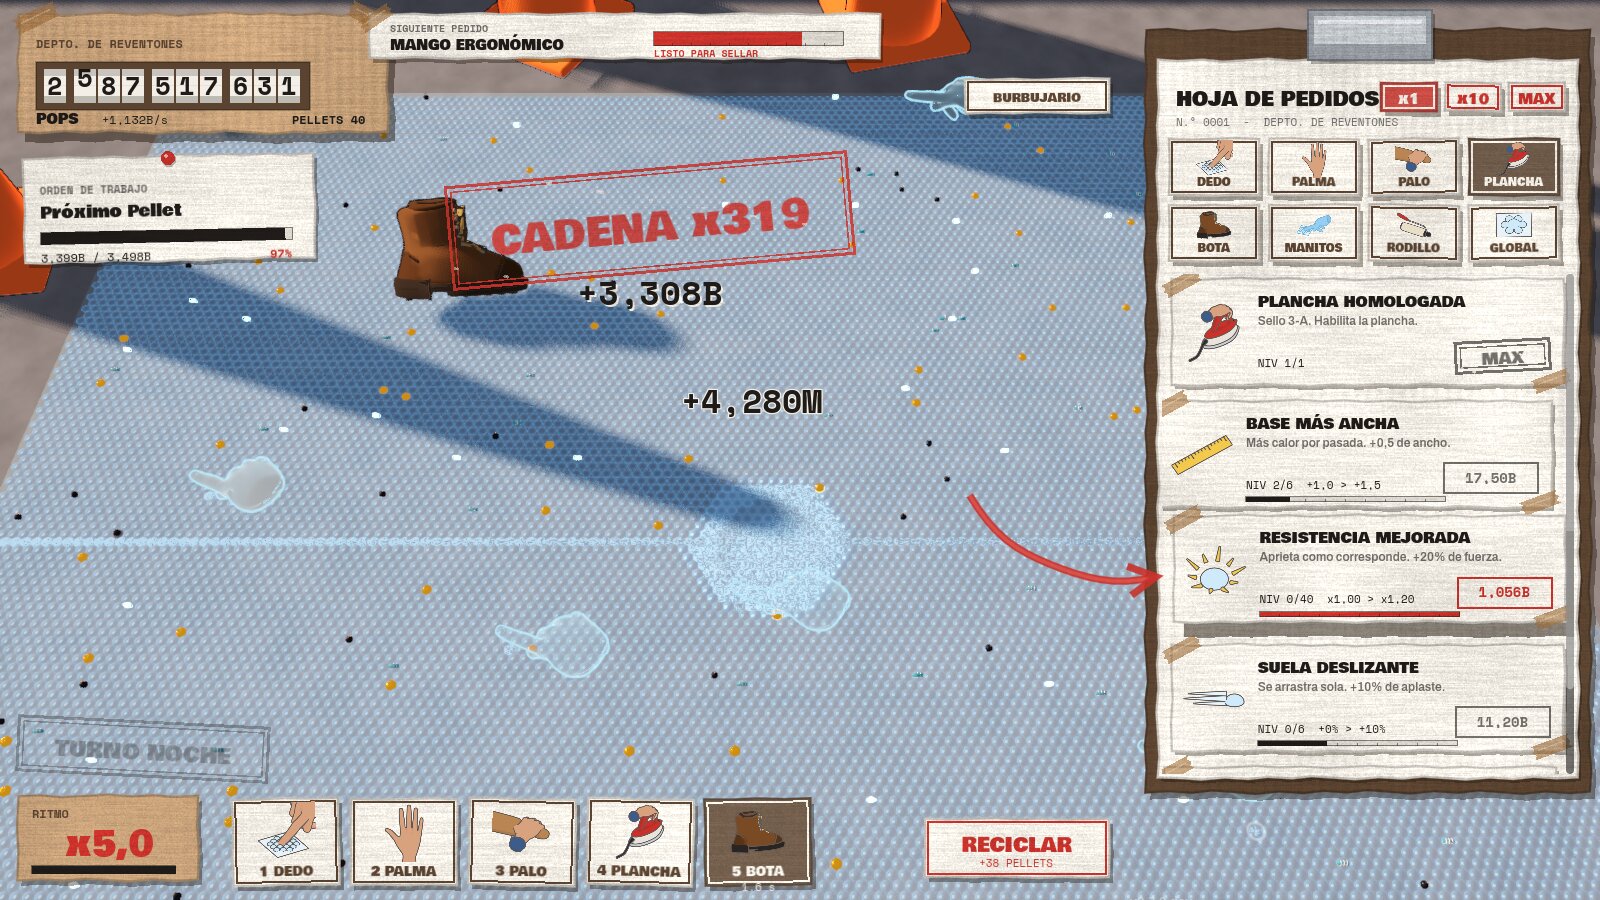 DEPTO. DE REVENTONES
2 587 517 631
POPS +1,132B/s PELLETS 40
SIGUIENTE PEDIDO
MANGO ERGONÓMICO
LISTO PARA SELLAR
BURBUJARIO
ORDEN DE TRABAJO
Próximo Pellet
3,399B / 3,498B 97%
CADENA x319
+3,308B
+4,280M
TURNO NOCHE
RITMO
x5,0
1 DEDO
2 PALMA
3 PALO
4 PLANCHA
5 BOTA
1,6 s
RECICLAR
+38 PELLETS
HOJA DE PEDIDOS x1 x10 MAX
N.° 0001 - DEPTO. DE REVENTONES
DEDO PALMA PALO PLANCHA
BOTA MANITOS RODILLO GLOBAL
PLANCHA HOMOLOGADA
Sello 3-A. Habilita la plancha.
NIV 1/1 MAX
BASE MÁS ANCHA
Más calor por pasada. +0,5 de ancho.
NIV 2/6 +1,0 > +1,5 17,50B
RESISTENCIA MEJORADA
Aprieta como corresponde. +20% de fuerza.
NIV 0/40 x1,00 > x1,20 1,056B
SUELA DESLIZANTE
Se arrastra sola. +10% de aplaste.
NIV 0/6 +0% > +10% 11,20B